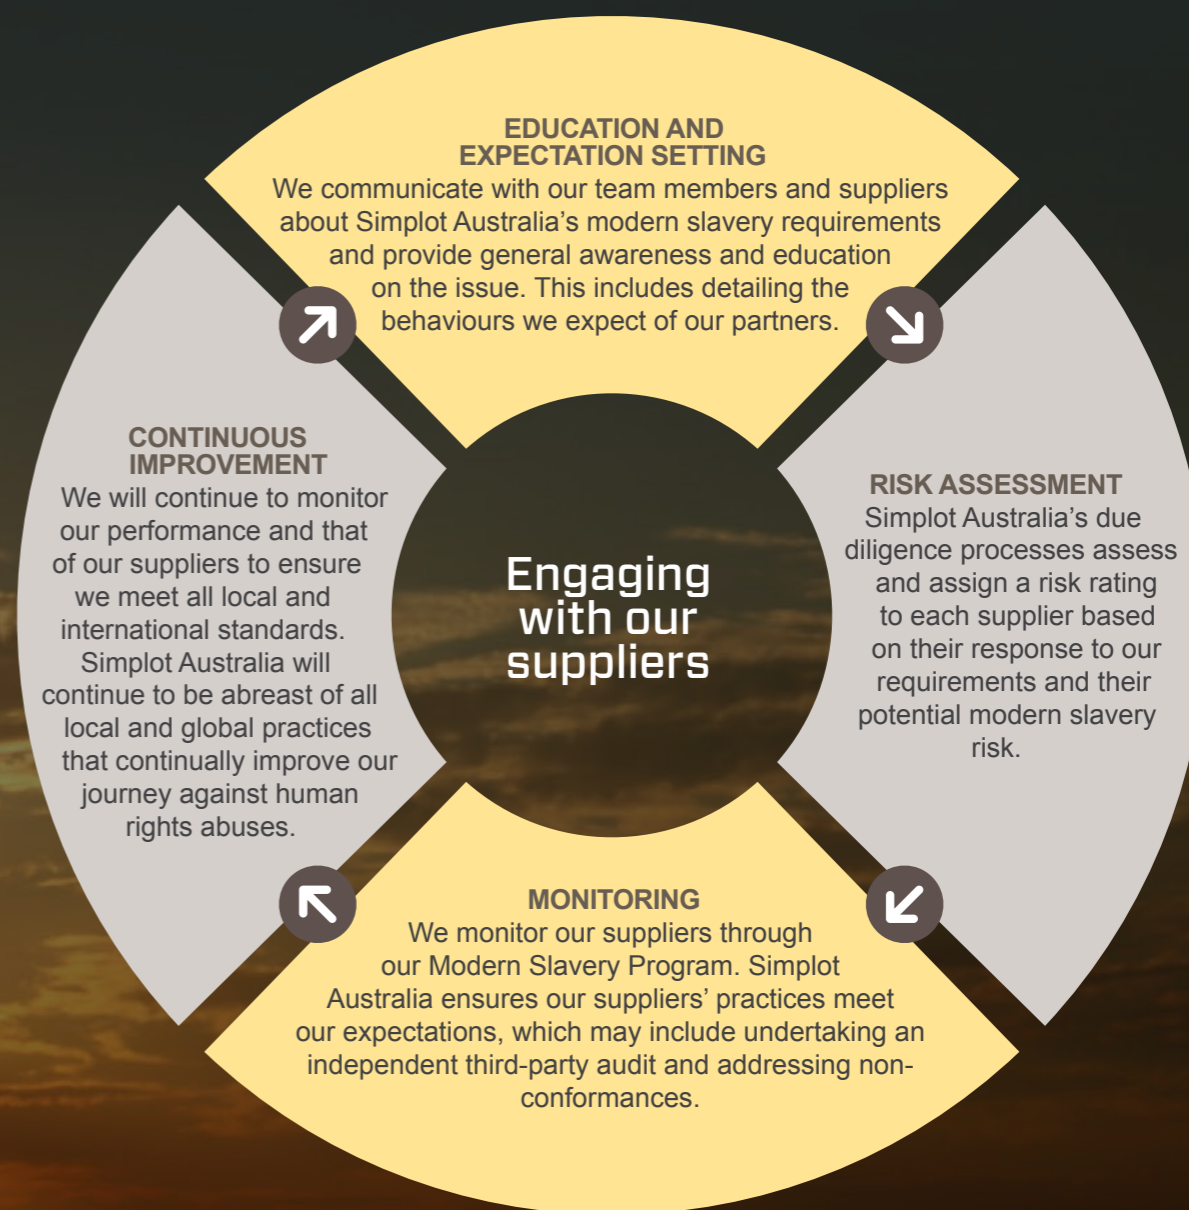 EDUCATION AND
EXPECTATION SETTING
We communicate with our team members and suppliers
about Simplot Australia’s modern slavery requirements
and provide general awareness and education
on the issue. This includes detailing the
behaviours we expect of our partners.
RISK ASSESSMENT
Simplot Australia’s due
diligence processes assess
and assign a risk rating
to each supplier based
on their response to our
requirements and their
potential modern slavery
risk.
MONITORING
We monitor our suppliers through
our Modern Slavery Program. Simplot
Australia ensures our suppliers’ practices meet
our expectations, which may include undertaking an
independent third-party audit and addressing non-
conformances.
CONTINUOUS
IMPROVEMENT
We will continue to monitor
our performance and that
of our suppliers to ensure
we meet all local and
international standards.
Simplot Australia will
continue to be abreast of all
local and global practices
that continually improve our
journey against human
rights abuses.
Engaging
with our
suppliers